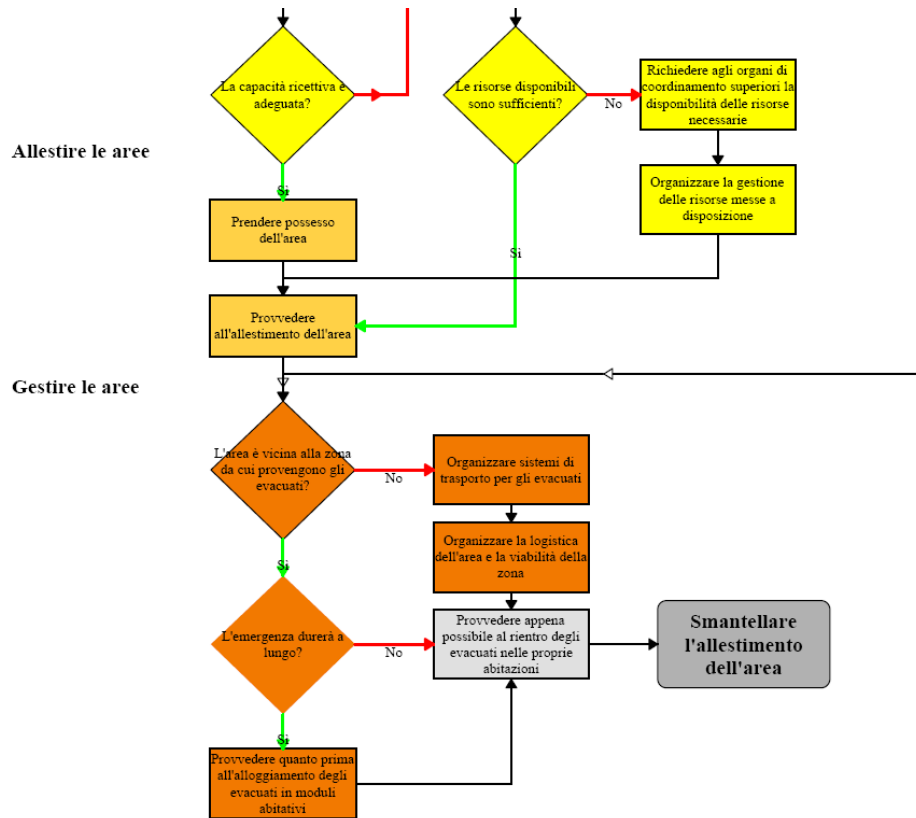 La capacità ricettiva è
adeguata?
Le risorse disponibili
sono sufficienti?
No
Richiedere agli organi di
coordinamento superiori la
disponibilità delle risorse
necessarie
Allestire le aree
Sì
Organizzare la gestione
delle risorse messe a
disposizione
Prendere possesso
dell'area
Sì
Provvedere
all'allestimento dell'area
Gestire le aree
L'area è vicina alla zona
da cui provengono gli
evacuati?
No
Organizzare sistemi di
trasporto per gli evacuati
Organizzare la logistica
dell'area e la viabilità della
zona
Sì
L'emergenza durerà a
lungo?
No
Provvedere appena
possibile al rientro degli
evacuati nelle proprie
abitazioni
Smantellare
l'allestimento
dell'area
Sì
Provvedere quanto prima
all'alloggiamento degli
evacuati in moduli
abitativi